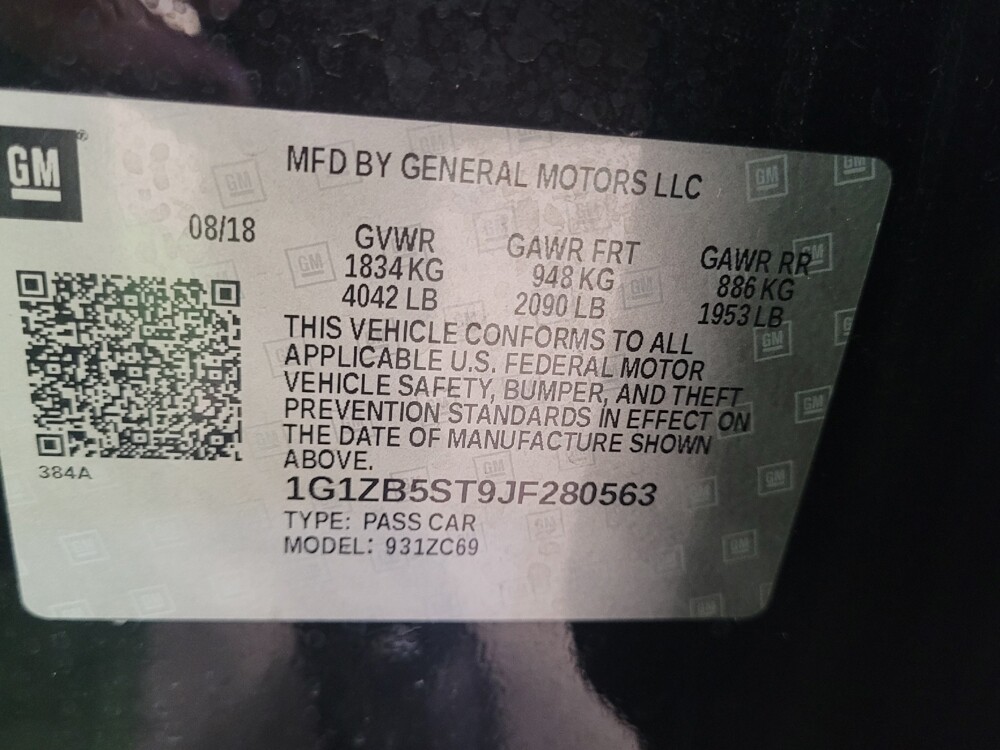 GM
MFD BY GENERAL MOTORS LLC
08/18
GVWR GAWR FRT GAWR RR
1834 KG 948 KG 886 KG
4042 LB 2090 LB 1953 LB
THIS VEHICLE CONFORMS TO ALL
APPLICABLE U.S. FEDERAL MOTOR
VEHICLE SAFETY, BUMPER, AND THEFT
PREVENTION STANDARDS IN EFFECT ON
THE DATE OF MANUFACTURE SHOWN
ABOVE.
384A
1G1ZB5ST9JF280563
TYPE: PASS CAR
MODEL: 931ZC69